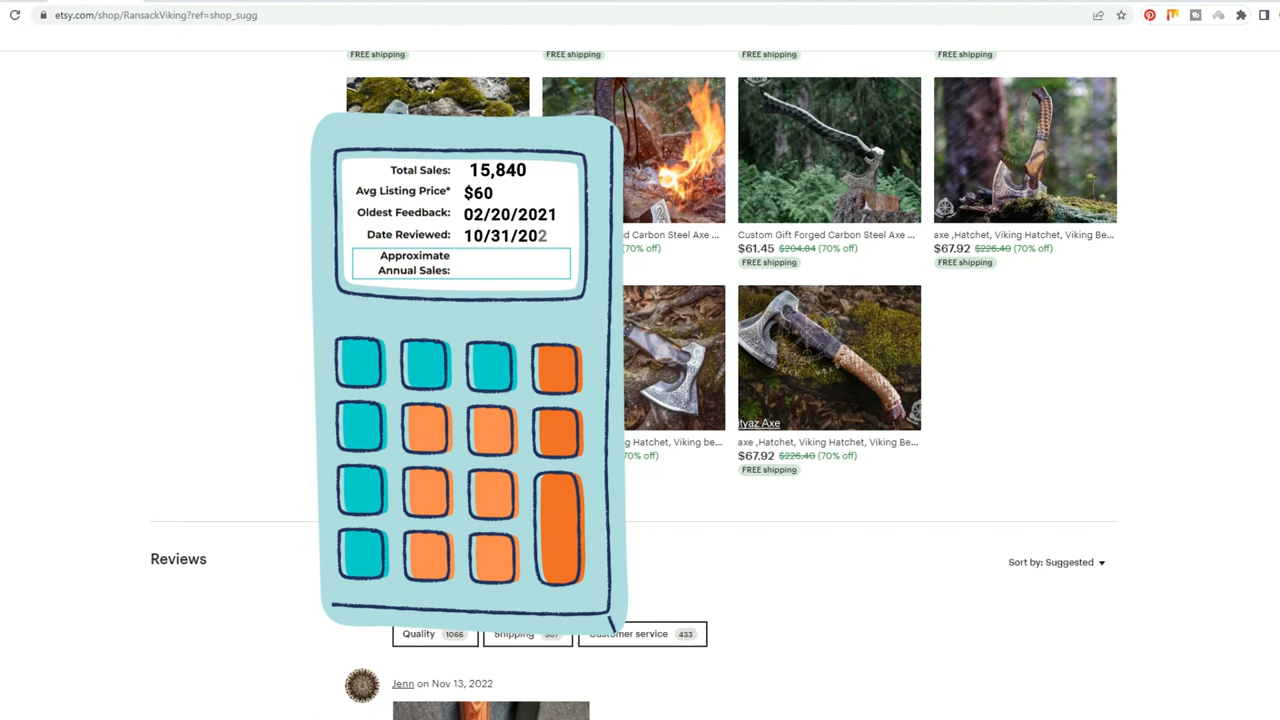 etsy.com/shop/RansackViking?ref=shop_sugg
FREE shipping FREE shipping FREE shipping FREE shipping
Total Sales: 15,840
Avg Listing Price* $60
Oldest Feedback: 02/20/2021
Date Reviewed: 10/31/202
Approximate
Annual Sales:
ed Carbon Steel Axe ... Custom Gift Forged Carbon Steel Axe ... axe ,Hatchet, Viking Hatchet, Viking Be...
(70% off) $61.45 $204.84 (70% off) $67.92 $226.40 (70% off)
FREE shipping FREE shipping
ityaz Axe
g Hatchet, Viking be... axe ,Hatchet, Viking Hatchet, Viking Be...
70% off) $67.92 $226.40 (70% off)
FREE shipping
Reviews
Sort by: Suggested
Quality 1066 Shipping Customer service 433
Jenn on Nov 13, 2022